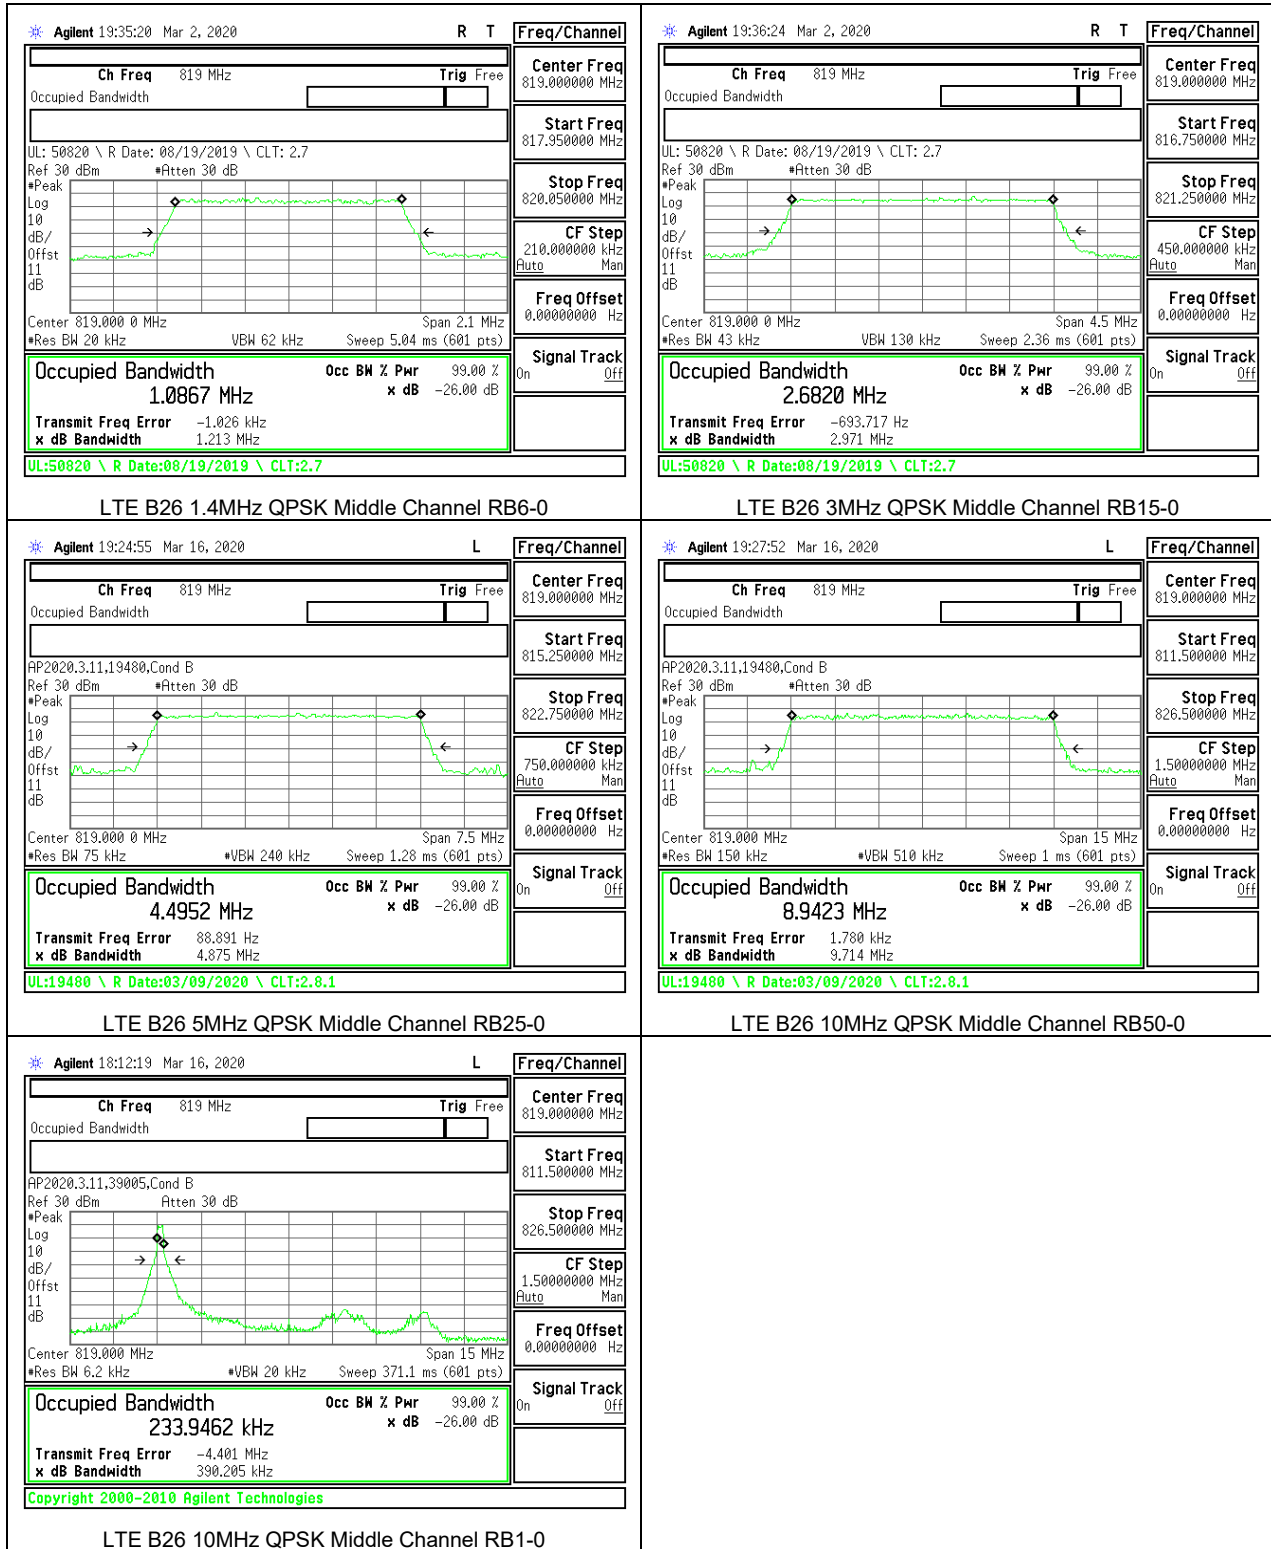 Agilent 19:35:20 Mar 2, 2020 R T Freq/Channel
Ch Freq 819 MHz Trig Free
Occupied Bandwidth
Center Freq
819.000000 MHz
Start Freq
817.950000 MHz
Stop Freq
820.050000 MHz
CF Step
210.000000 kHz
Auto Man
Freq Offset
0.00000000 Hz
Signal Track
On Off
UL: 50820 \ R Date: 08/19/2019 \ CLT: 2.7
Ref 30 dBm #Atten 30 dB
#Peak
Log
10
dB/
Offst
11
dB
Center 819.000 0 MHz Span 2.1 MHz
#Res BW 20 kHz VBW 62 kHz Sweep 5.04 ms (601 pts)
Occupied Bandwidth Occ BW % Pwr 99.00 %
1.0867 MHz x dB -26.00 dB
Transmit Freq Error -1.026 kHz
x dB Bandwidth 1.213 MHz
UL:50820 \ R Date:08/19/2019 \ CLT:2.7
LTE B26 1.4MHz QPSK Middle Channel RB6-0
Agilent 19:36:24 Mar 2, 2020 R T Freq/Channel
Ch Freq 819 MHz Trig Free
Occupied Bandwidth
Center Freq
819.000000 MHz
Start Freq
816.750000 MHz
Stop Freq
821.250000 MHz
CF Step
450.000000 kHz
Auto Man
Freq Offset
0.00000000 Hz
Signal Track
On Off
UL: 50820 \ R Date: 08/19/2019 \ CLT: 2.7
Ref 30 dBm #Atten 30 dB
#Peak
Log
10
dB/
Offst
11
dB
Center 819.000 0 MHz Span 4.5 MHz
#Res BW 43 kHz VBW 130 kHz Sweep 2.36 ms (601 pts)
Occupied Bandwidth Occ BW % Pwr 99.00 %
2.6820 MHz x dB -26.00 dB
Transmit Freq Error -693.717 Hz
x dB Bandwidth 2.971 MHz
UL:50820 \ R Date:08/19/2019 \ CLT:2.7
LTE B26 3MHz QPSK Middle Channel RB15-0
Agilent 19:24:55 Mar 16, 2020 L Freq/Channel
Ch Freq 819 MHz Trig Free
Occupied Bandwidth
Center Freq
819.000000 MHz
Start Freq
815.250000 MHz
Stop Freq
822.750000 MHz
CF Step
750.000000 kHz
Auto Man
Freq Offset
0.00000000 Hz
Signal Track
On Off
AP2020.3.11,19480,Cond B
Ref 30 dBm #Atten 30 dB
#Peak
Log
10
dB/
Offst
11
dB
Center 819.000 0 MHz Span 7.5 MHz
#Res BW 75 kHz #VBW 240 kHz Sweep 1.28 ms (601 pts)
Occupied Bandwidth Occ BW % Pwr 99.00 %
4.4952 MHz x dB -26.00 dB
Transmit Freq Error 88.891 Hz
x dB Bandwidth 4.875 MHz
UL:19480 \ R Date:03/09/2020 \ CLT:2.8.1
LTE B26 5MHz QPSK Middle Channel RB25-0
Agilent 19:27:52 Mar 16, 2020 L Freq/Channel
Ch Freq 819 MHz Trig Free
Occupied Bandwidth
Center Freq
819.000000 MHz
Start Freq
811.500000 MHz
Stop Freq
826.500000 MHz
CF Step
1.50000000 MHz
Auto Man
Freq Offset
0.00000000 Hz
Signal Track
On Off
AP2020.3.11,19480,Cond B
Ref 30 dBm #Atten 30 dB
#Peak
Log
10
dB/
Offst
11
dB
Center 819.000 MHz Span 15 MHz
#Res BW 150 kHz #VBW 510 kHz Sweep 1 ms (601 pts)
Occupied Bandwidth Occ BW % Pwr 99.00 %
8.9423 MHz x dB -26.00 dB
Transmit Freq Error 1.780 kHz
x dB Bandwidth 9.714 MHz
UL:19480 \ R Date:03/09/2020 \ CLT:2.8.1
LTE B26 10MHz QPSK Middle Channel RB50-0
Agilent 18:12:19 Mar 16, 2020 L Freq/Channel
Ch Freq 819 MHz Trig Free
Occupied Bandwidth
Center Freq
819.000000 MHz
Start Freq
811.500000 MHz
Stop Freq
826.500000 MHz
CF Step
1.50000000 MHz
Auto Man
Freq Offset
0.00000000 Hz
Signal Track
On Off
AP2020.3.11,39005,Cond B
Ref 30 dBm Atten 30 dB
#Peak
Log
10
dB/
Offst
11
dB
Center 819.000 MHz Span 15 MHz
#Res BW 6.2 kHz #VBW 20 kHz Sweep 371.1 ms (601 pts)
Occupied Bandwidth Occ BW % Pwr 99.00 %
233.9462 kHz x dB -26.00 dB
Transmit Freq Error -4.401 MHz
x dB Bandwidth 390.205 kHz
Copyright 2000-2010 Agilent Technologies
LTE B26 10MHz QPSK Middle Channel RB1-0